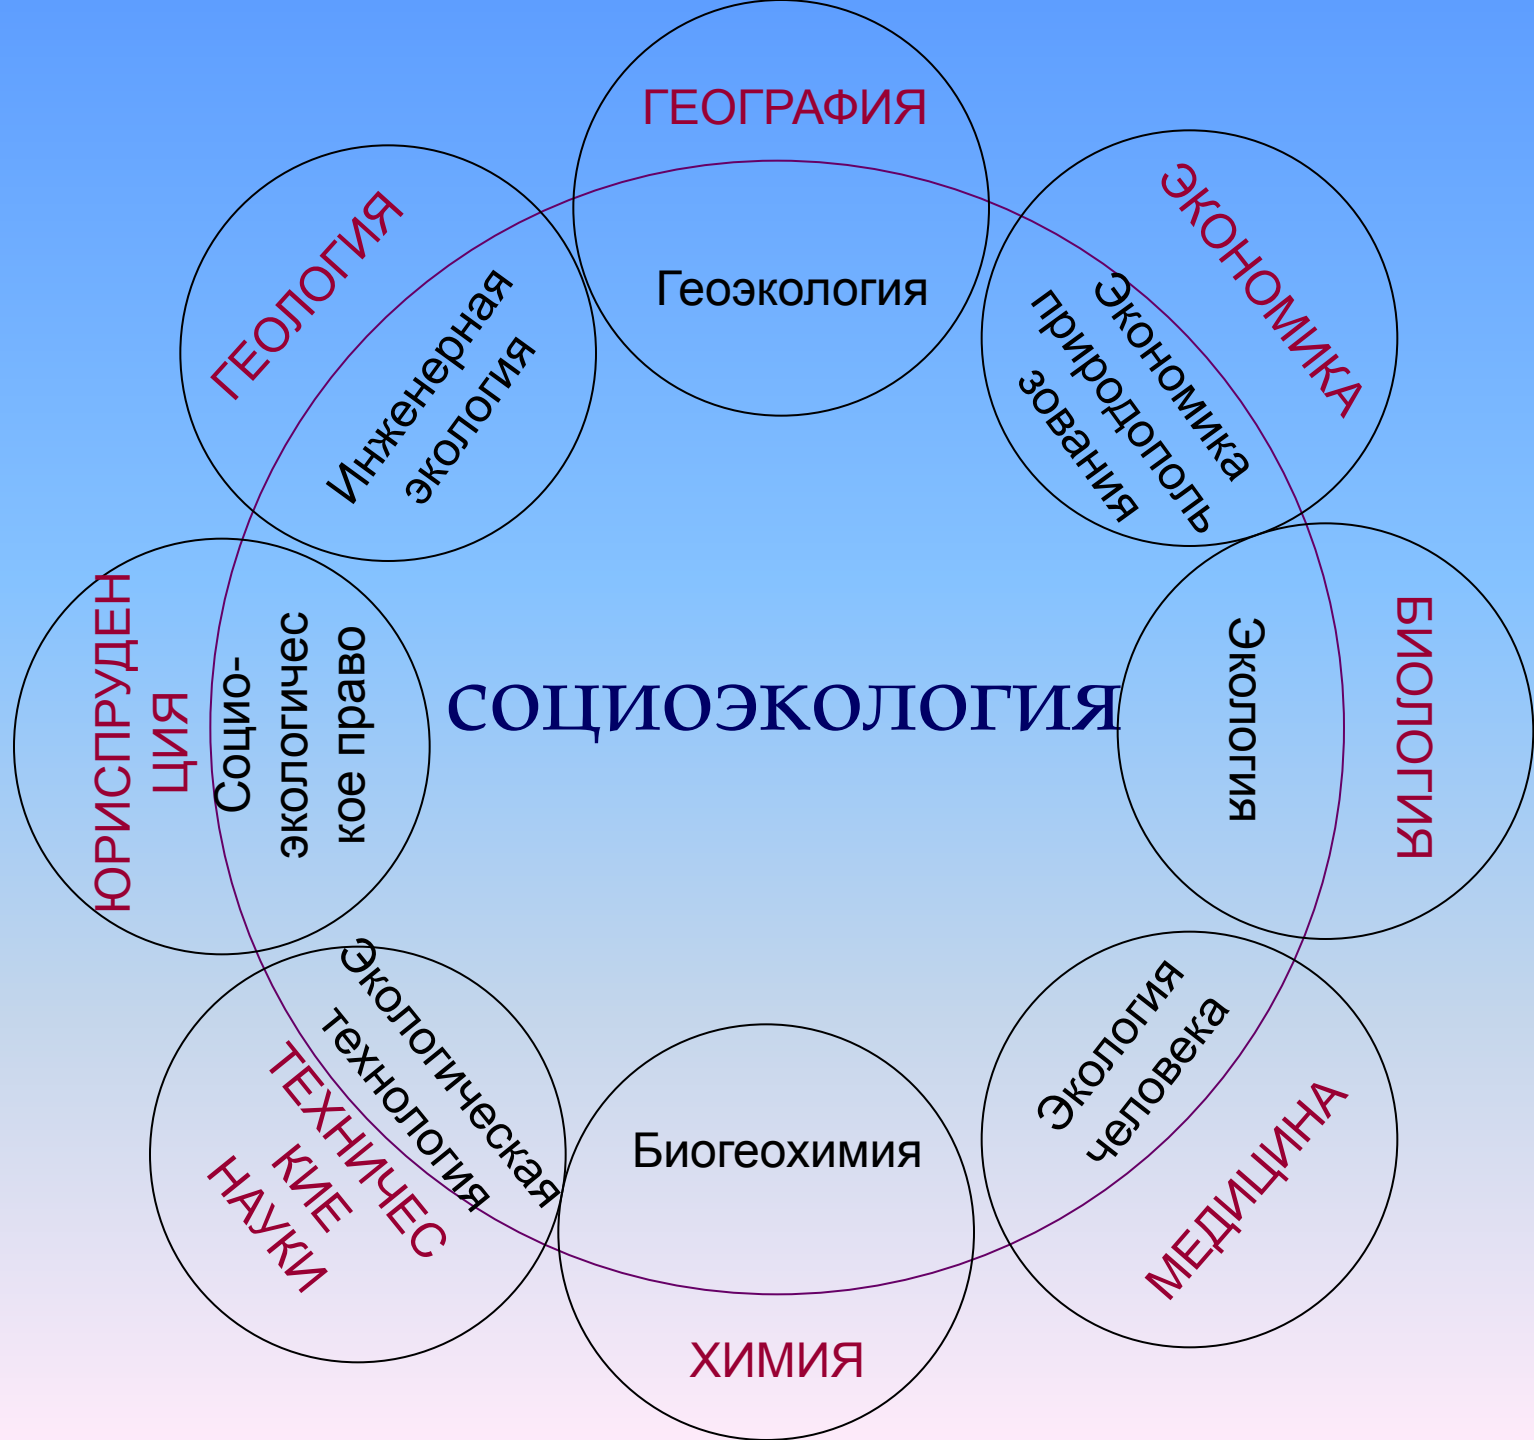 ГЕОГРАФИЯ
Геоэкология
ЭКОНОМИКА
Экономика
природополь
зования
БИОЛОГИЯ
Экология
Экология
человека
МЕДИЦИНА
Биогеохимия
ХИМИЯ
Экологическая
технология
ТЕХНИЧЕС
КИЕ
НАУКИ
ЮРИСПРУДЕН
ЦИЯ
Социо-
экологичес
кое право
ГЕОЛОГИЯ
Инженерная
экология
социоэкология